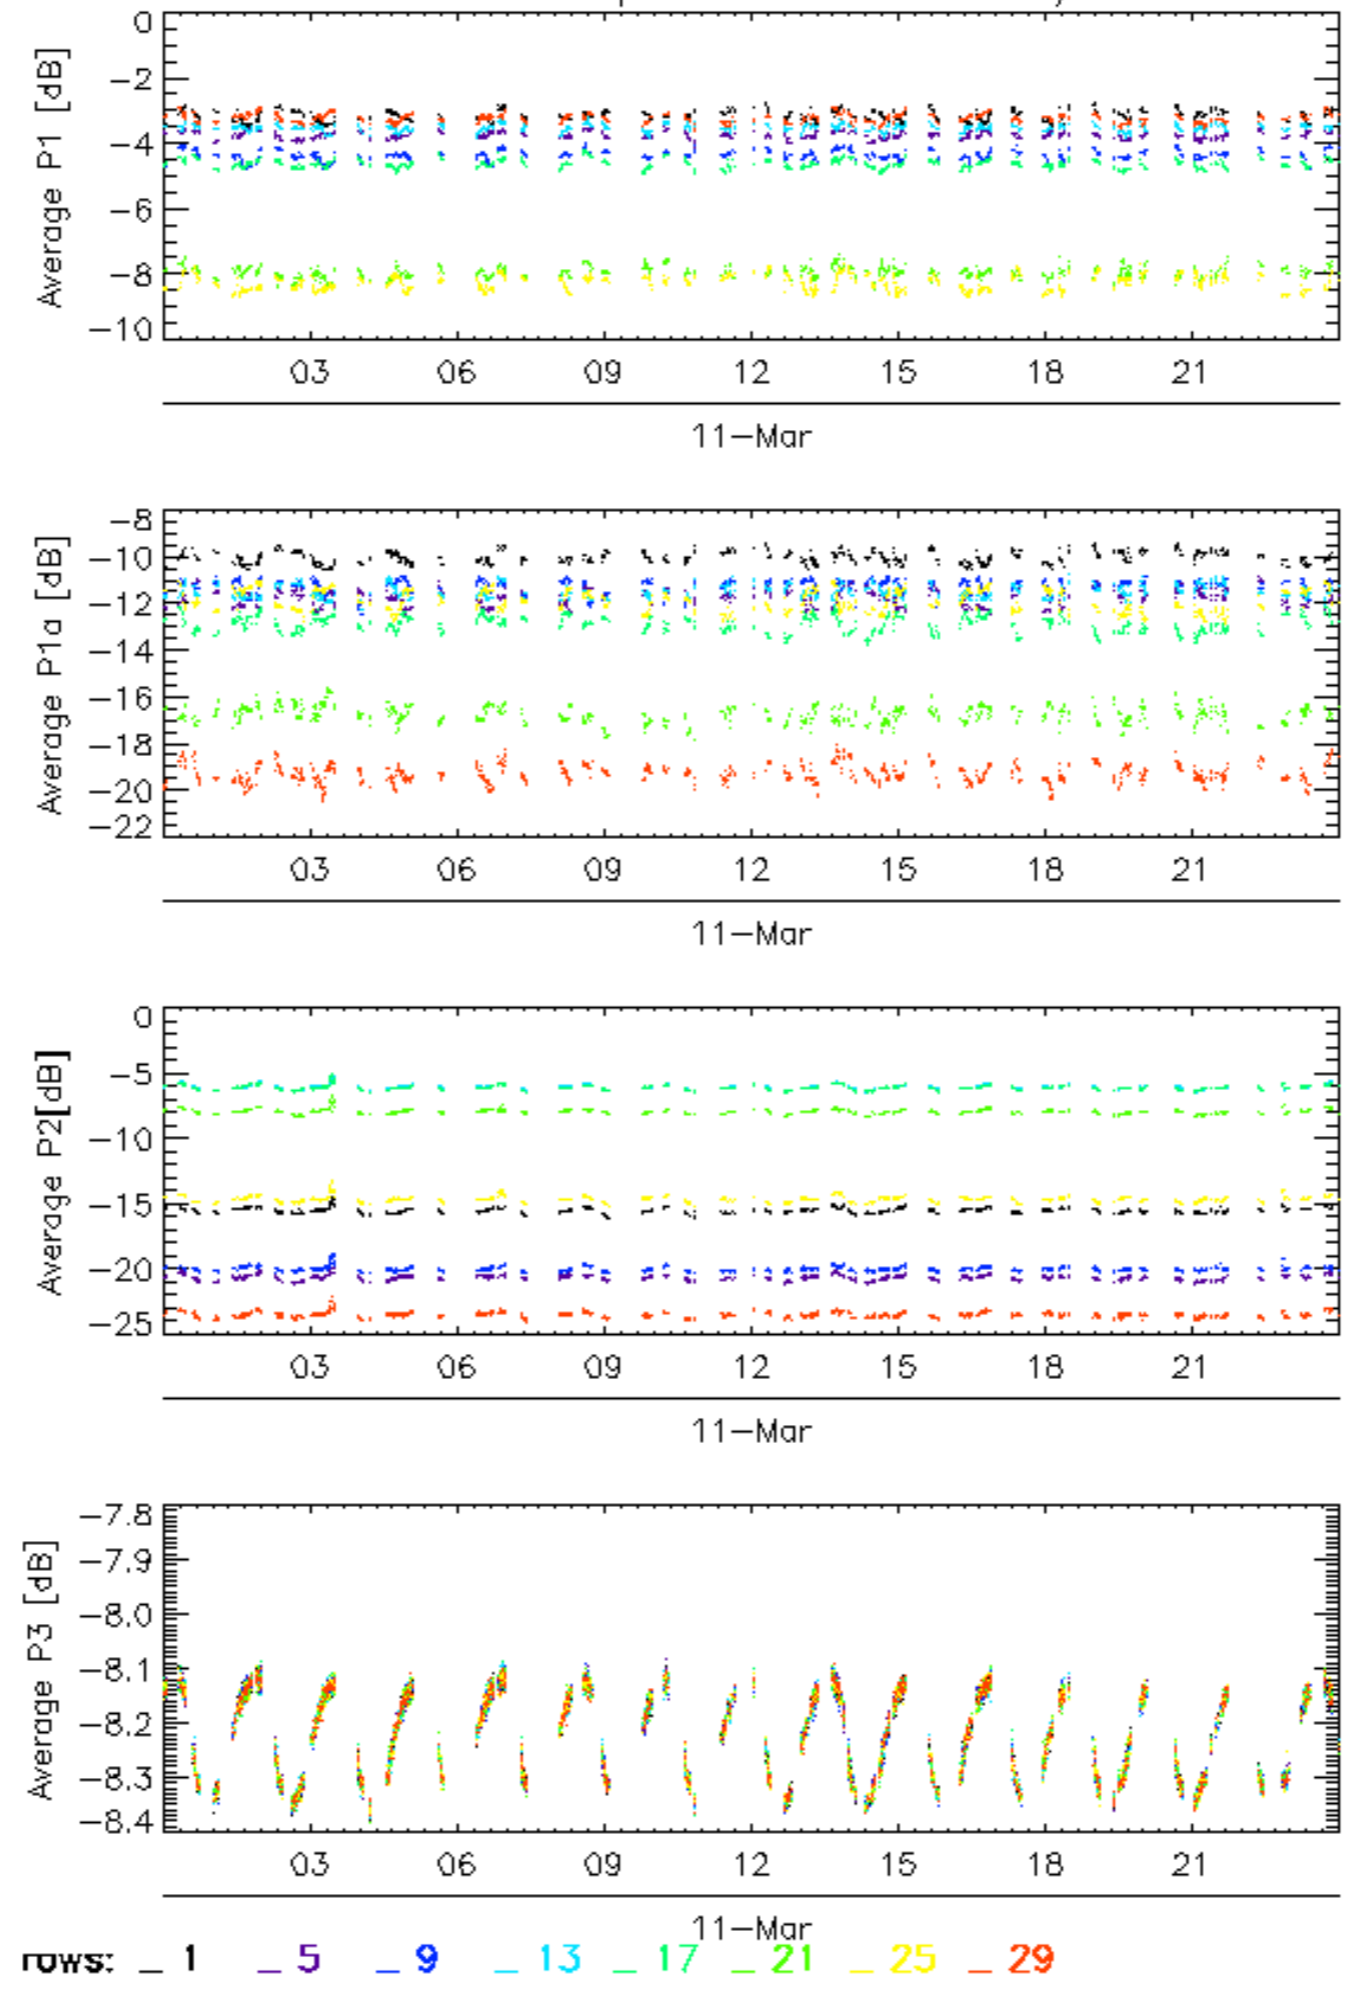 0
−2
−4
−6
−8
−10
Average P1 [dB]
03 06 09 12 15 18 21
11−Mar
−8
−10
−12
−14
−16
−18
−20
−22
Average P1a [dB]
03 06 09 12 15 18 21
11−Mar
0
−5
−10
−15
−20
−25
Average P2[dB]
03 06 09 12 15 18 21
11−Mar
−7.8
−7.9
−8.0
−8.1
−8.2
−8.3
−8.4
Average P3 [dB]
03 06 09 12 15 18 21
11−Mar
rows: _ 1 _ 5 _ 9 _ 13 _ 17 _ 21 _ 25 _ 29